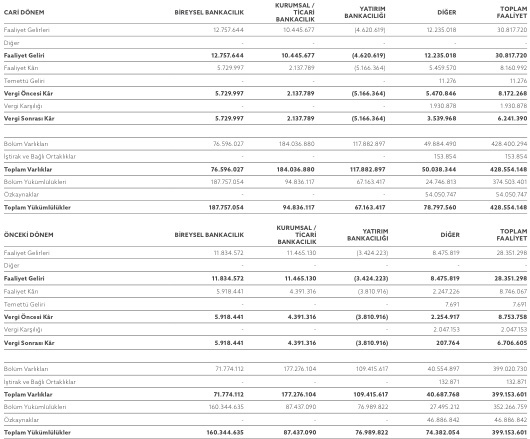 CARİ DÖNEM BİREYSEL BANKACILIK KURUMSAL / TİCARİ BANKACILIK YATIRIM BANKACILIĞI DİĞER TOPLAM FAALİYET
Faaliyet Gelirleri 12.757.644 10.445.677 (4.620.619) 12.235.018 30.817.720
Diğer - - - - -
Faaliyet Geliri 12.757.644 10.445.677 (4.620.619) 12.235.018 30.817.720
Faaliyet Kârı 5.729.997 2.137.789 (5.166.364) 5.459.570 8.160.992
Temettü Geliri - - - 11.276 11.276
Vergi Öncesi Kâr 5.729.997 2.137.789 (5.166.364) 5.470.846 8.172.268
Vergi Karşılığı - - - 1.930.878 1.930.878
Vergi Sonrası Kâr 5.729.997 2.137.789 (5.166.364) 3.539.968 6.241.390
Bölüm Varlıkları 76.596.027 184.036.880 117.882.897 49.884.490 428.400.294
İştirak ve Bağlı Ortaklıklar - - - 153.854 153.854
Toplam Varlıklar 76.596.027 184.036.880 117.882.897 50.038.344 428.554.148
Bölüm Yükümlülükleri 187.757.054 94.836.117 67.163.417 24.746.813 374.503.401
Özkaynaklar - - - 54.050.747 54.050.747
Toplam Yükümlülükler 187.757.054 94.836.117 67.163.417 78.797.560 428.554.148
ÖNCEKİ DÖNEM BİREYSEL BANKACILIK KURUMSAL / TİCARİ BANKACILIK YATIRIM BANKACILIĞI DİĞER TOPLAM FAALİYET
Faaliyet Gelirleri 11.834.572 11.465.130 (3.424.223) 8.475.819 28.351.298
Diğer - - - - -
Faaliyet Geliri 11.834.572 11.465.130 (3.424.223) 8.475.819 28.351.298
Faaliyet Kârı 5.918.441 4.391.316 (3.810.916) 2.247.226 8.746.067
Temettü Geliri - - - 7.691 7.691
Vergi Öncesi Kâr 5.918.441 4.391.316 (3.810.916) 2.254.917 8.753.758
Vergi Karşılığı - - - 2.047.153 2.047.153
Vergi Sonrası Kâr 5.918.441 4.391.316 (3.810.916) 207.764 6.706.605
Bölüm Varlıkları 71.774.112 177.276.104 109.415.617 40.554.897 399.020.730
İştirak ve Bağlı Ortaklıklar - - - 132.871 132.871
Toplam Varlıklar 71.774.112 177.276.104 109.415.617 40.687.768 399.153.601
Bölüm Yükümlülükleri 160.344.635 87.437.090 76.989.822 27.495.212 352.266.759
Özkaynaklar - - - 46.886.842 46.886.842
Toplam Yükümlülükler 160.344.635 87.437.090 76.989.822 74.382.054 399.153.601